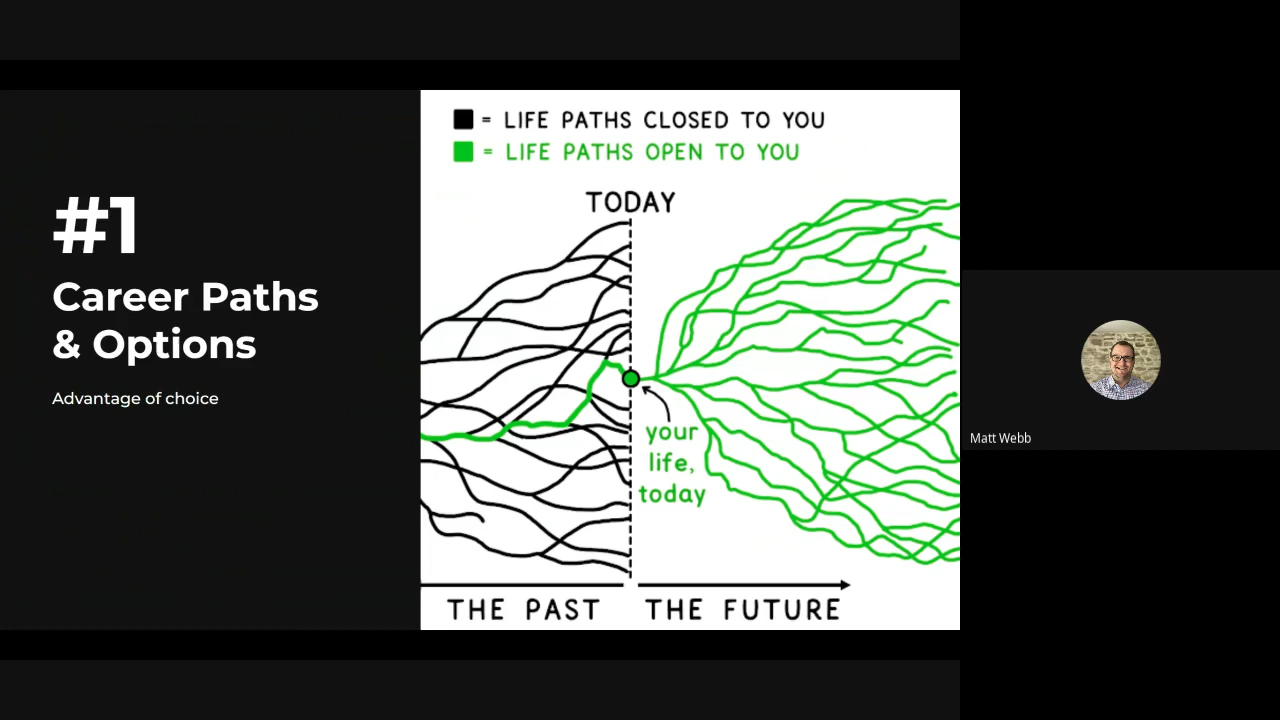 #1
Career Paths
& Options
Advantage of choice
= LIFE PATHS CLOSED TO YOU
= LIFE PATHS OPEN TO YOU
TODAY
your
life,
today
THE PAST
THE FUTURE
Matt Webb